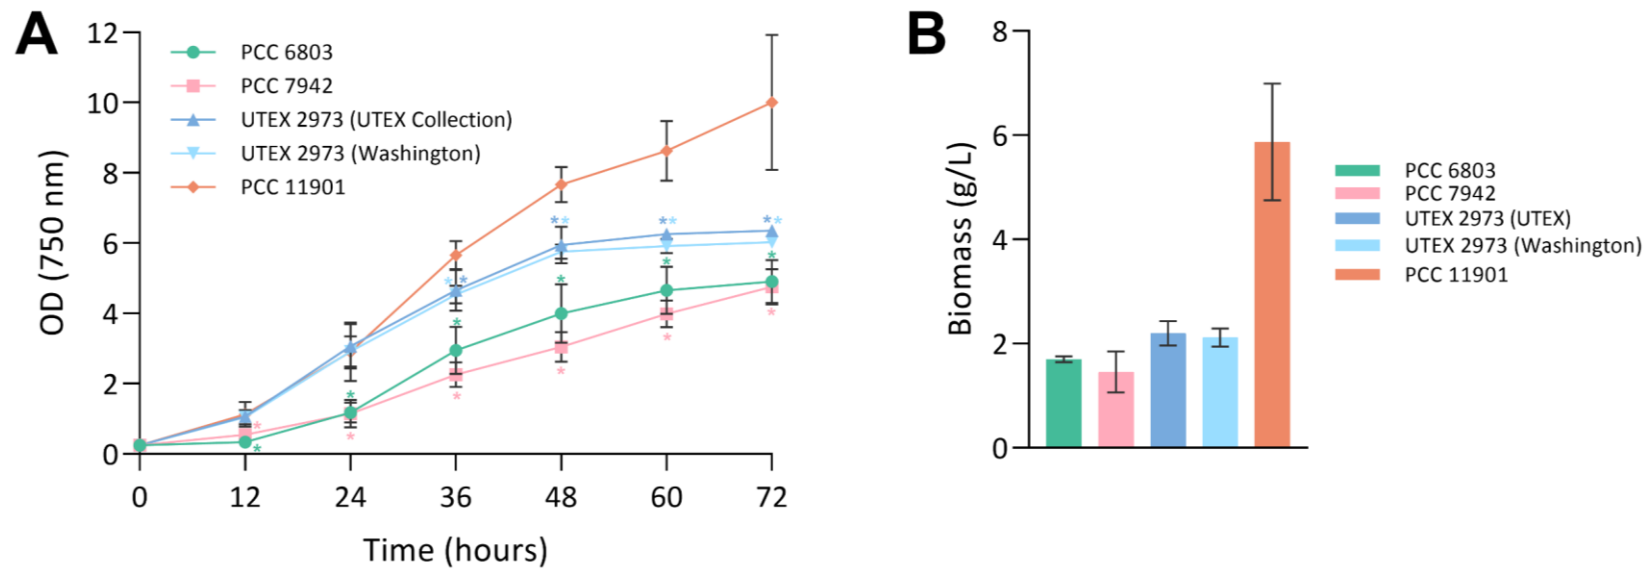 A
OD (750 nm)
12
10
8
6
4
2
0
PCC 6803
PCC 7942
UTEX 2973 (UTEX Collection)
UTEX 2973 (Washington)
PCC 11901
* *
* *
* *
* *
* * * *
* * * * *
* * * *
0 12 24 36 48 60 72
Time (hours)
B
Biomass (g/L)
8
6
4
2
0
PCC 6803
PCC 7942
UTEX 2973 (UTEX)
UTEX 2973 (Washington)
PCC 11901